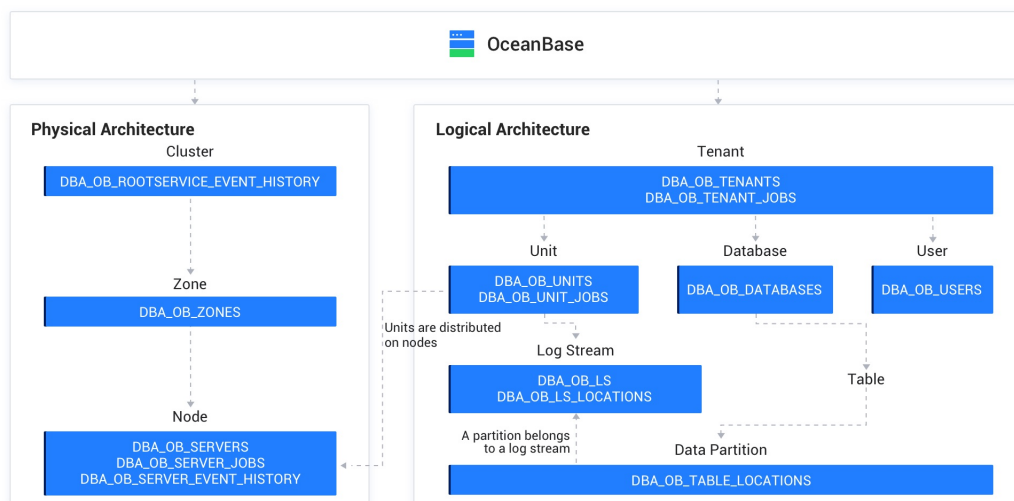 OceanBase
Physical Architecture
Cluster
DBA_OB_ROOTSERVICE_EVENT_HISTORY
Zone
DBA_OB_ZONES
Node
DBA_OB_SERVERS
DBA_OB_SERVER_JOBS
DBA_OB_SERVER_EVENT_HISTORY
Units are distributed
on nodes
Logical Architecture
Tenant
DBA_OB_TENANTS
DBA_OB_TENANT_JOBS
Unit
DBA_OB_UNITS
DBA_OB_UNIT_JOBS
Database
DBA_OB_DATABASES
User
DBA_OB_USERS
Log Stream
DBA_OB_LS
DBA_OB_LS_LOCATIONS
Table
A partition belongs
to a log stream
Data Partition
DBA_OB_TABLE_LOCATIONS